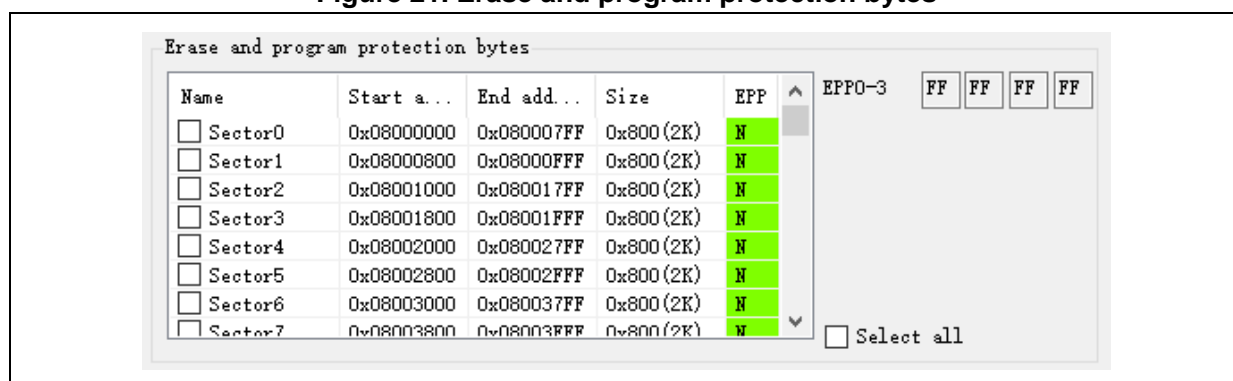 Figure 21. Erase and program protection bytes
Erase and program protection bytes
Name Start a... End add... Size EPP
Sector0 0x08000000 0x080007FF 0x800(2K) N
Sector1 0x08000800 0x08000FFF 0x800(2K) N
Sector2 0x08001000 0x080017FF 0x800(2K) N
Sector3 0x08001800 0x08001FFF 0x800(2K) N
Sector4 0x08002000 0x080027FF 0x800(2K) N
Sector5 0x08002800 0x08002FFF 0x800(2K) N
Sector6 0x08003000 0x080037FF 0x800(2K) N
Sector7 0x08003800 0x08003FFF 0x800(2K) N
EPP0-3 FF FF FF FF
Select all